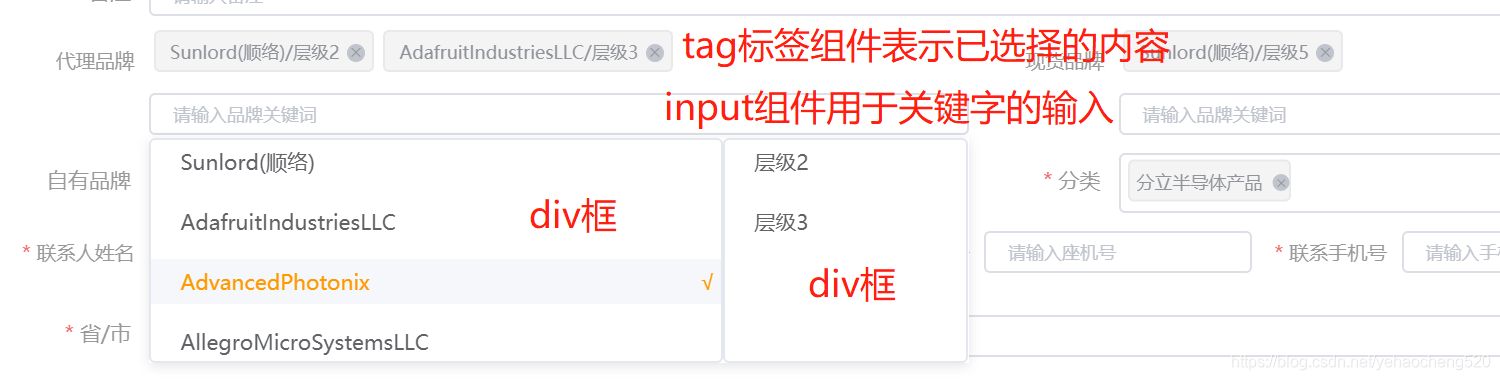 代理品牌
Sunlord(顺络)/层级2
AdafruitIndustriesLLC/层级3
tag标签组件表示已选择的内容
现货品牌
Sunlord(顺络)/层级5
请输入品牌关键词
input组件用于关键字的输入
请输入品牌关键词
Sunlord(顺络)
层级2
自有品牌
* 分类
分立半导体产品
AdafruitIndustriesLLC
div框
层级3
* 联系人姓名
请输入座机号
* 联系手机号
请输入手
AdvancedPhotonix
√
div框
* 省/市
AllegroMicroSystemsLLC
https://blog.csdn.net/yehaocheng520